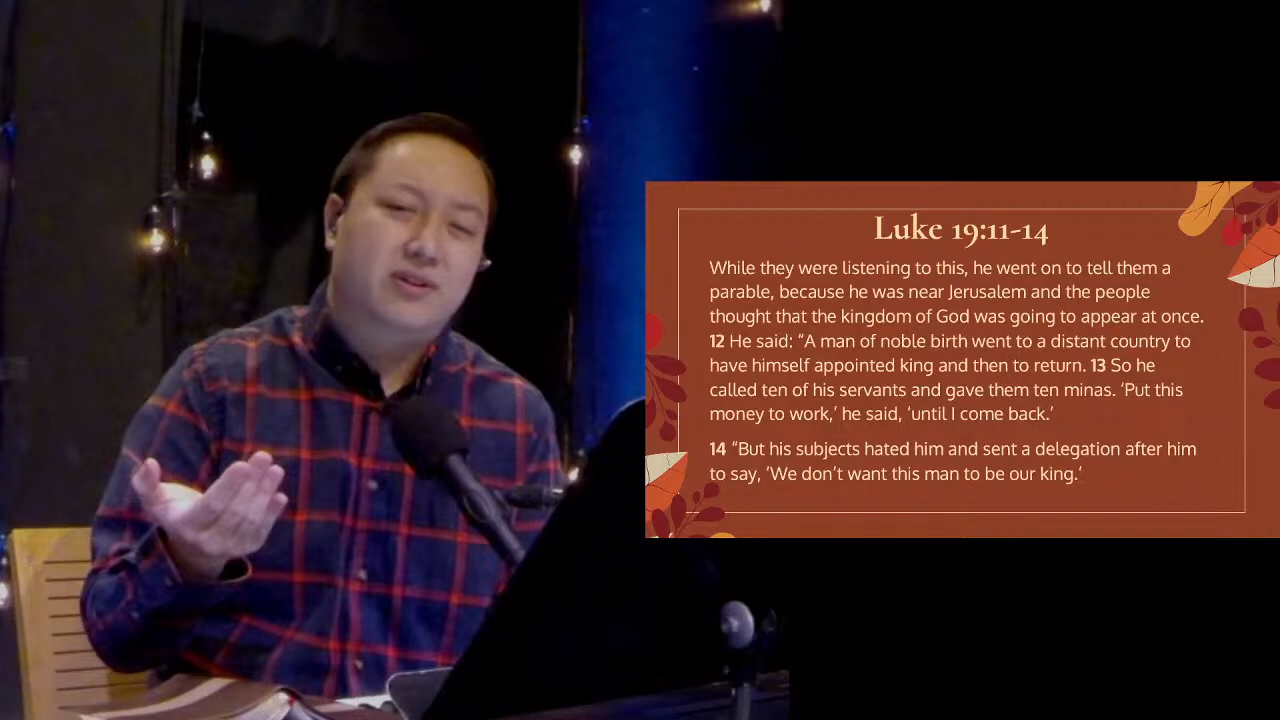 Luke 19:11-14
While they were listening to this, he went on to tell them a
parable, because he was near Jerusalem and the people
thought that the kingdom of God was going to appear at once.
12 He said: “A man of noble birth went to a distant country to
have himself appointed king and then to return. 13 So he
called ten of his servants and gave them ten minas. ‘Put this
money to work,’ he said, ‘until I come back.’
14 “But his subjects hated him and sent a delegation after him
to say, ‘We don’t want this man to be our king.’